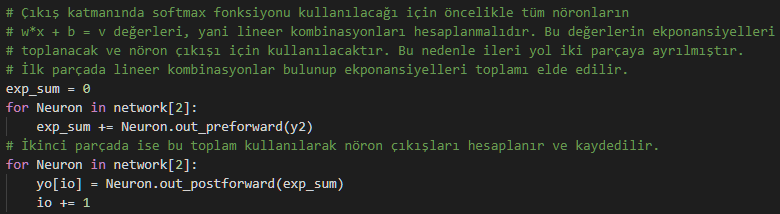 # Çıkış katmanında softmax fonksiyonu kullanılacağı için öncelikle tüm nöronların
# w*x + b = v değerleri, yani lineer kombinasyonları hesaplanmalıdır. Bu değerlerin ekponansiyelleri
# toplanacak ve nöron çıkışı için kullanılacaktır. Bu nedenle ileri yol iki parçaya ayrılmıştır.
# İlk parçada lineer kombinasyonlar bulunup ekponansiyelleri toplamı elde edilir.
exp_sum = 0
for Neuron in network[2]:
    exp_sum += Neuron.out_preforward(y2)
# İkinci parçada ise bu toplam kullanılarak nöron çıkışları hesaplanır ve kaydedilir.
for Neuron in network[2]:
    yo[io] = Neuron.out_postforward(exp_sum)
    io += 1